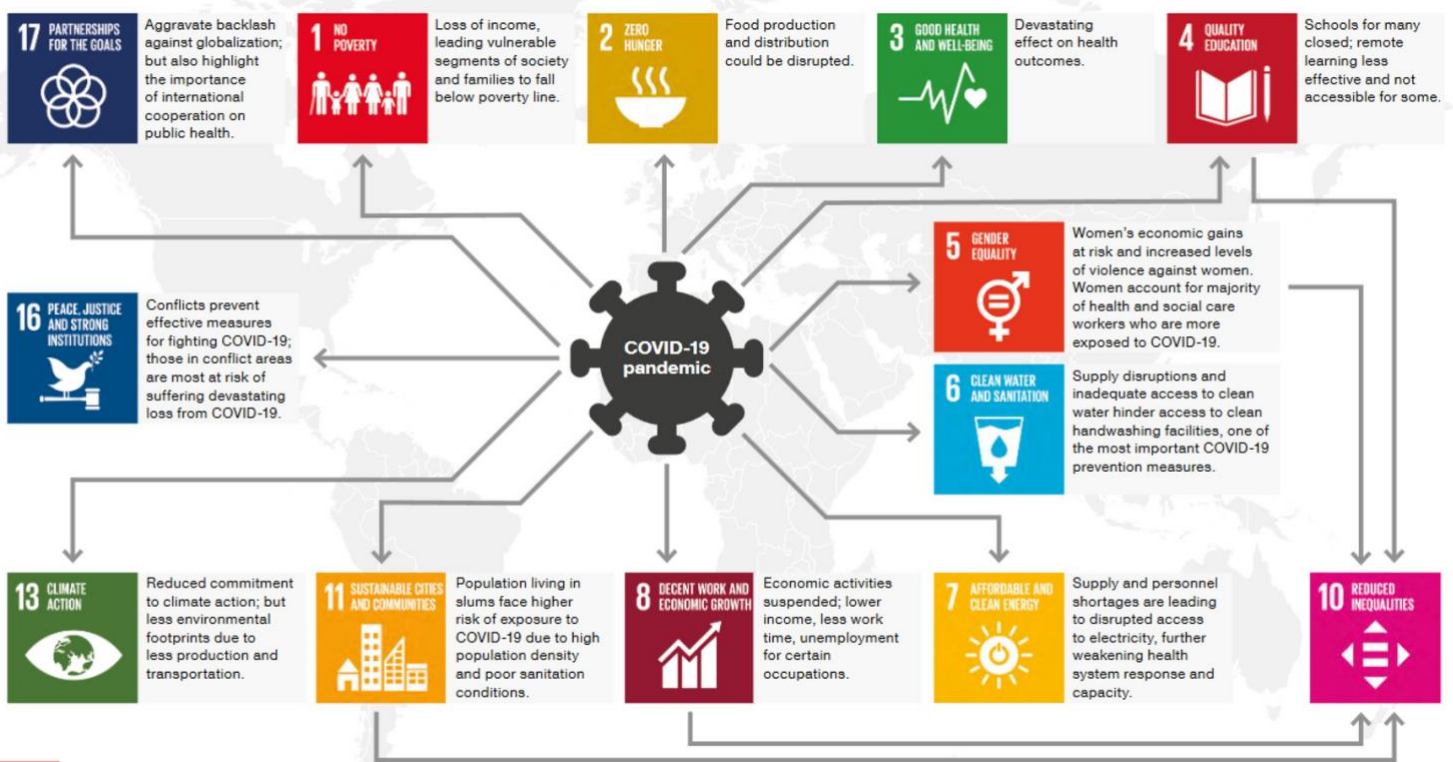 17 PARTNERSHIPS
FOR THE GOALS
Aggravate backlash
against globalization;
but also highlight
the importance
of international
cooperation on
public health.
1 NO
POVERTY
Loss of income,
leading vulnerable
segments of society
and families to fall
below poverty line.
2 ZERO
HUNGER
Food production
and distribution
could be disrupted.
3 GOOD HEALTH
AND WELL-BEING
Devastating
effect on health
outcomes.
4 QUALITY
EDUCATION
Schools for many
closed; remote
learning less
effective and not
accessible for some.
5 GENDER
EQUALITY
Women's economic gains
at risk and increased levels
of violence against women.
Women account for majority
of health and social care
workers who are more
exposed to COVID-19.
16 PEACE, JUSTICE
AND STRONG
INSTITUTIONS
Conflicts prevent
effective measures
for fighting COVID-19;
those in conflict areas
are most at risk of
suffering devastating
loss from COVID-19.
COVID-19
pandemic
6 CLEAN WATER
AND SANITATION
Supply disruptions and
inadequate access to clean
water hinder access to clean
handwashing facilities, one of
the most important COVID-19
prevention measures.
13 CLIMATE
ACTION
Reduced commitment
to climate action; but
less environmental
footprints due to
less production and
transportation.
11 SUSTAINABLE CITIES
AND COMMUNITIES
Population living in
slums face higher
risk of exposure to
COVID-19 due to high
population density
and poor sanitation
conditions.
8 DECENT WORK AND
ECONOMIC GROWTH
Economic activities
suspended; lower
income, less work
time, unemployment
for certain
occupations.
7 AFFORDABLE AND
CLEAN ENERGY
Supply and personnel
shortages are leading
to disrupted access
to electricity, further
weakening health
system response and
capacity.
10 REDUCED
INEQUALITIES